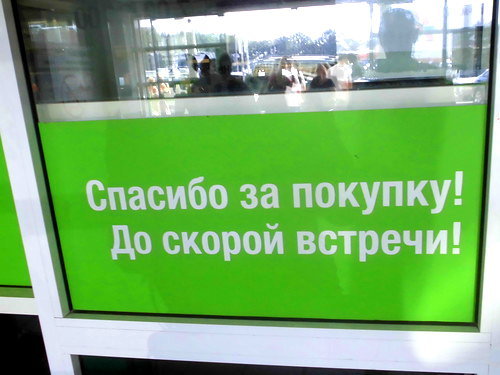 Спасибо за покупку!
До скорой встречи!